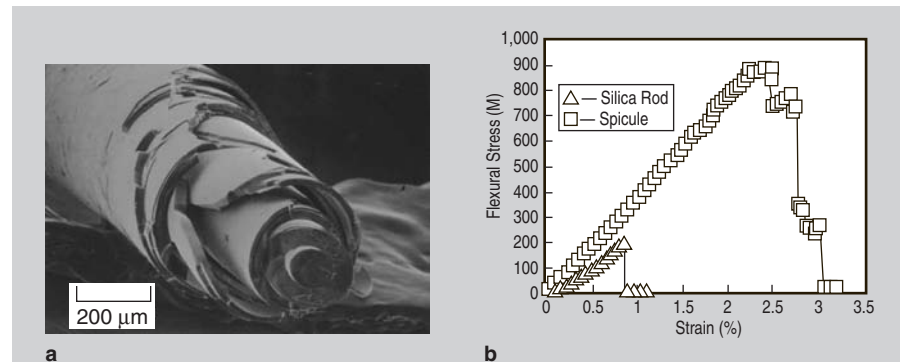 200 μm
a
1,000
900
800
700
600
500
400
300
200
100
0
Flexural Stress (M)
— Silica Rod
— Spicule
0 0.5 1 1.5 2 2.5 3 3.5
Strain (%)
b